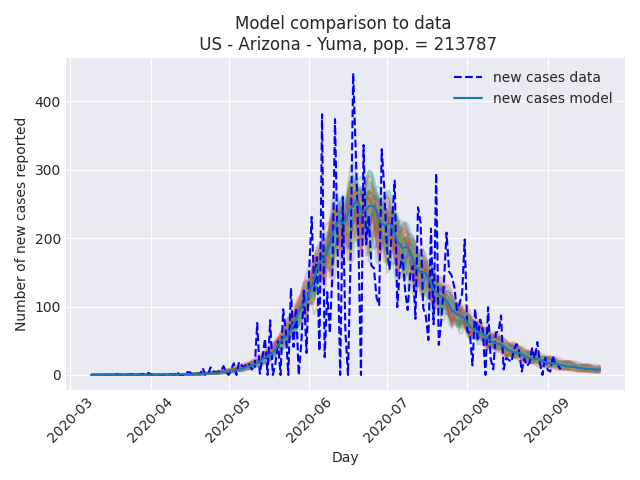 Model comparison to data
US - Arizona - Yuma, pop. = 213787
new cases data
new cases model
Number of new cases reported
400
300
200
100
0
2020-03
2020-04
2020-05
2020-06
2020-07
2020-08
2020-09
Day